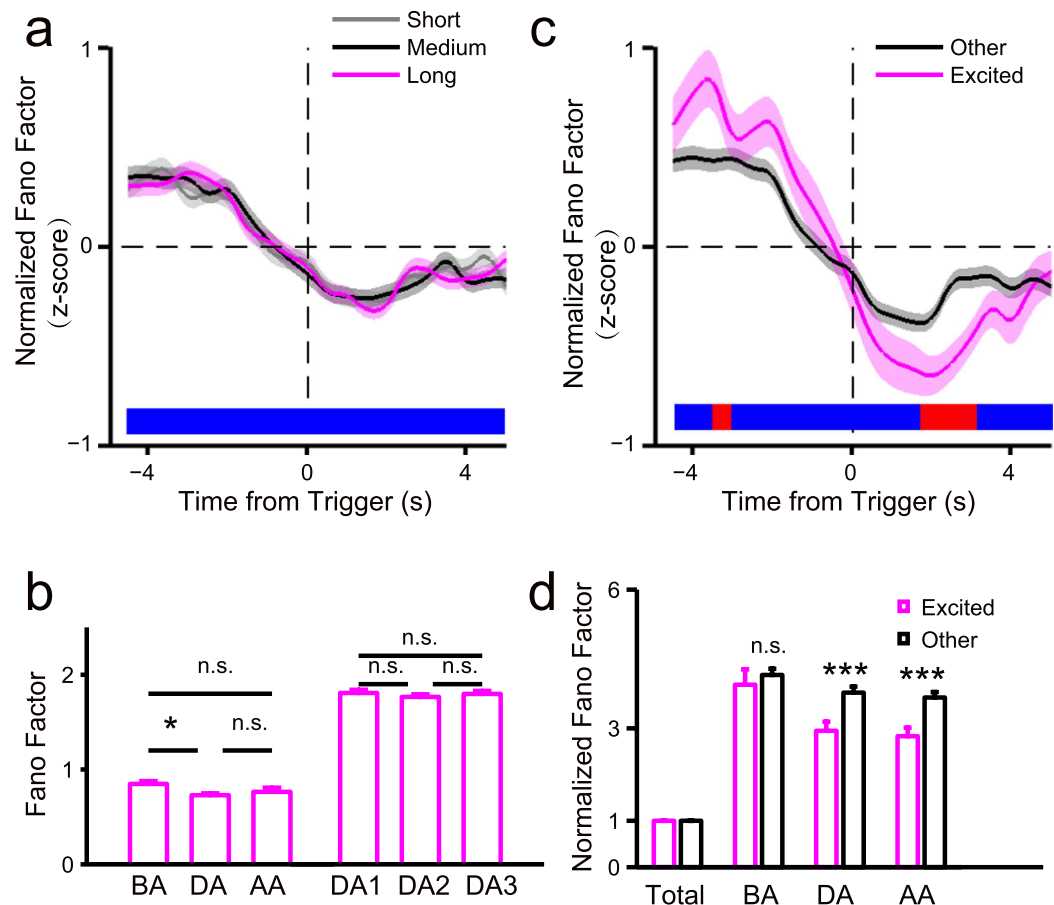 a
Short
Medium
Long
Normalized Fano Factor
(z-score)
1
0
−1
−4
0
4
Time from Trigger (s)
c
Other
Excited
Normalized Fano Factor
(z-score)
1
0
−1
−4
0
4
Time from Trigger (s)
b
Fano Factor
2
1
0
n.s.
*
n.s.
n.s.
n.s.
n.s.
BA DA AA DA1 DA2 DA3
d
Normalized Fano Factor
6
3
1
0
Excited
Other
n.s.
***
***
Total BA DA AA